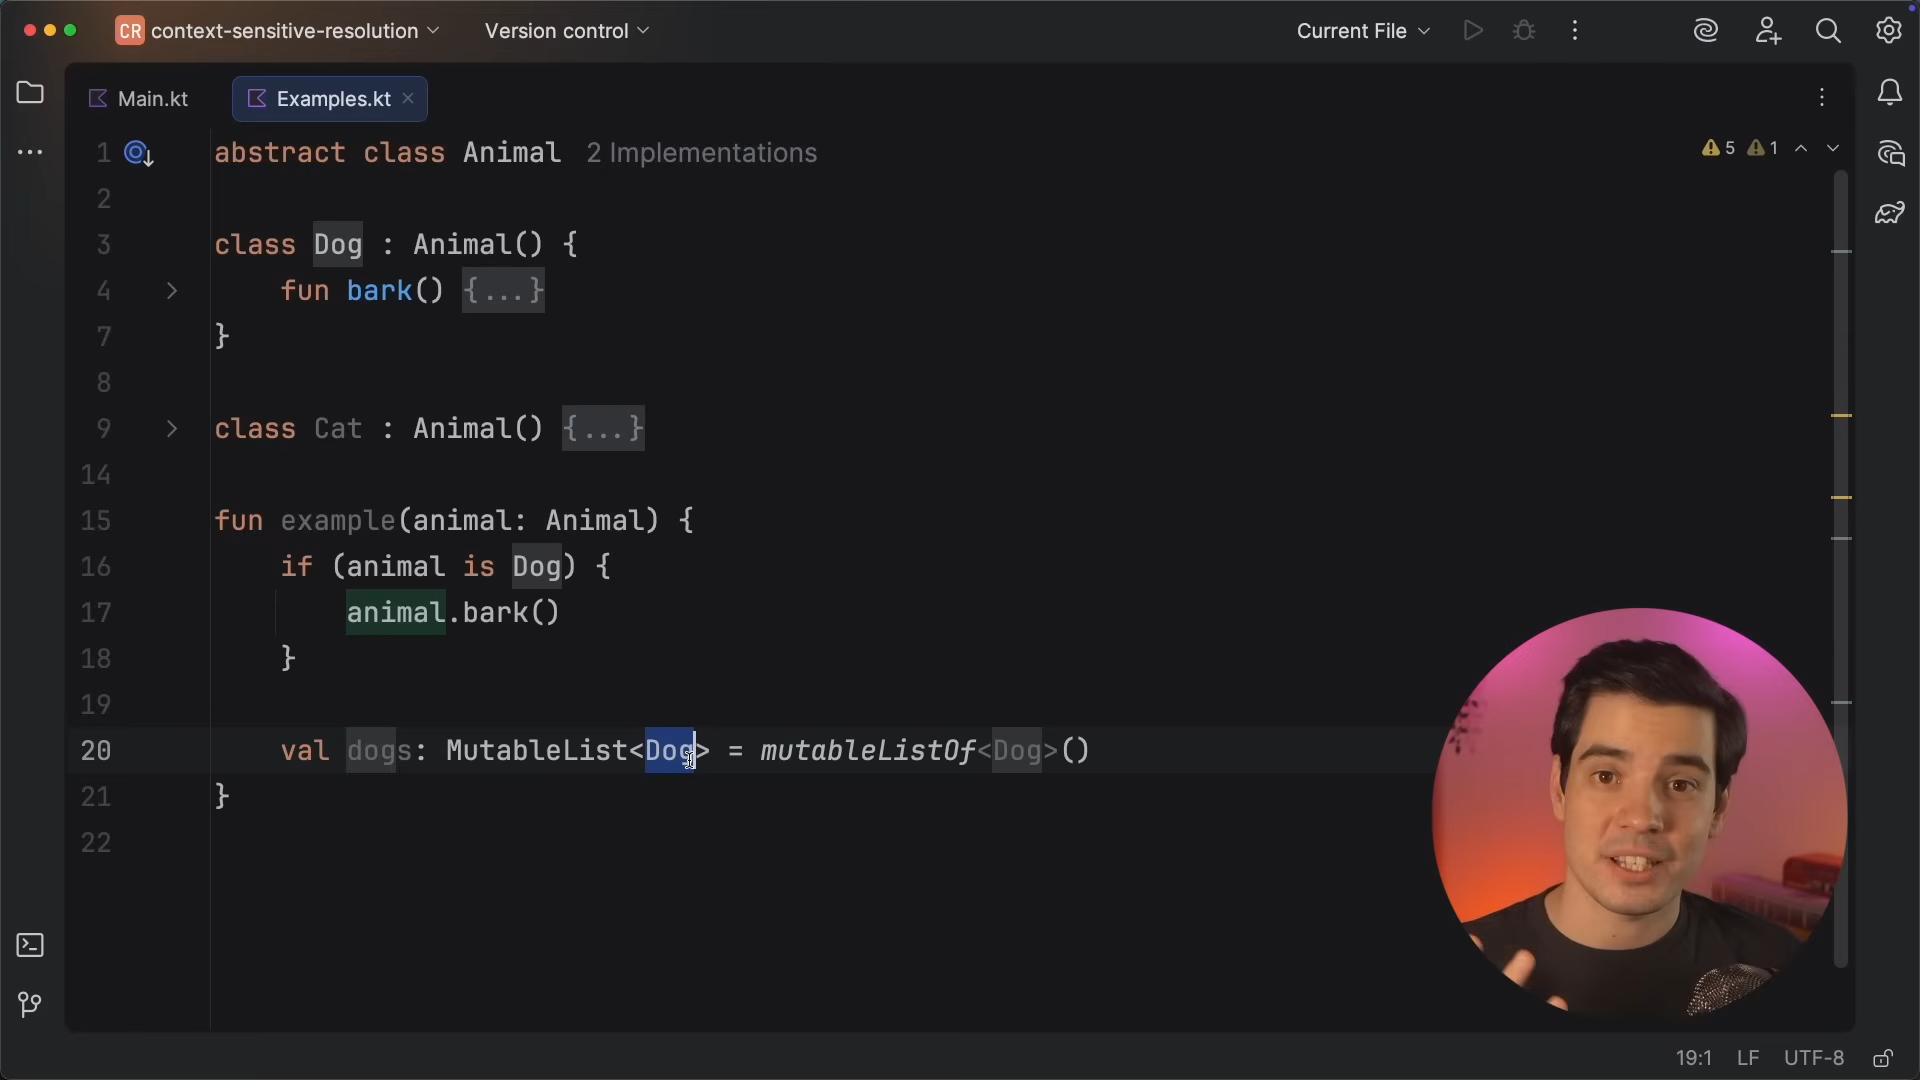 CR context-sensitive-resolution Version control Current File
Main.kt Examples.kt
1 abstract class Animal 2 Implementations 5 1
2
3 class Dog : Animal() {
4 fun bark() {...}
7 }
8
9 class Cat : Animal() {...}
14
15 fun example(animal: Animal) {
16 if (animal is Dog) {
17 animal.bark()
18 }
19
20 val dogs: MutableList<Dog> = mutableListOf<Dog>()
21 }
22
19:1 LF UTF-8